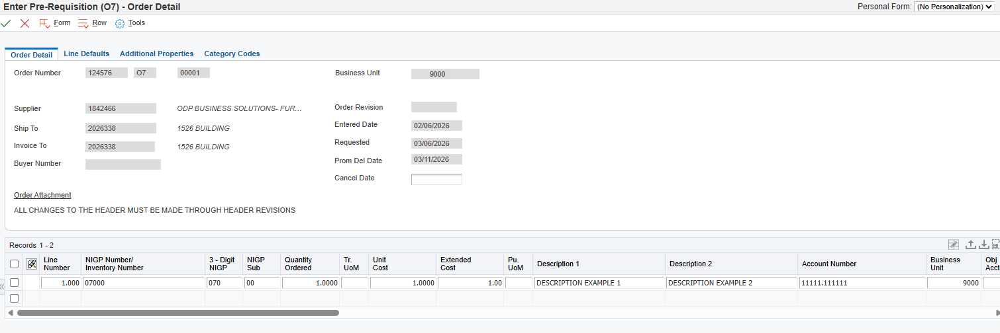 Enter Pre-Requisition (O7) - Order Detail
Personal Form: (No Personalization)
Form Row Tools
Order Detail Line Defaults Additional Properties Category Codes
Order Number 124576 O7 00001 Business Unit 9000
Supplier 1842466 ODP BUSINESS SOLUTIONS- FUR... Order Revision
Ship To 2026338 1526 BUILDING Entered Date 02/06/2026
Invoice To 2026338 1526 BUILDING Requested 03/06/2026
Buyer Number Prom Del Date 03/11/2026
Cancel Date
Order Attachment
ALL CHANGES TO THE HEADER MUST BE MADE THROUGH HEADER REVISIONS
Records 1 - 2
Line NIGP Number/ 3 - Digit NIGP Quantity Tr. Unit Extended Pu. Description 1 Description 2 Account Number Business Obj
Number Inventory Number NIGP Sub Ordered UoM Cost Cost UoM Unit Acct
1.000 07000 070 00 1.0000 1.0000 1.00 DESCRIPTION EXAMPLE 1 DESCRIPTION EXAMPLE 2 11111.111111 9000